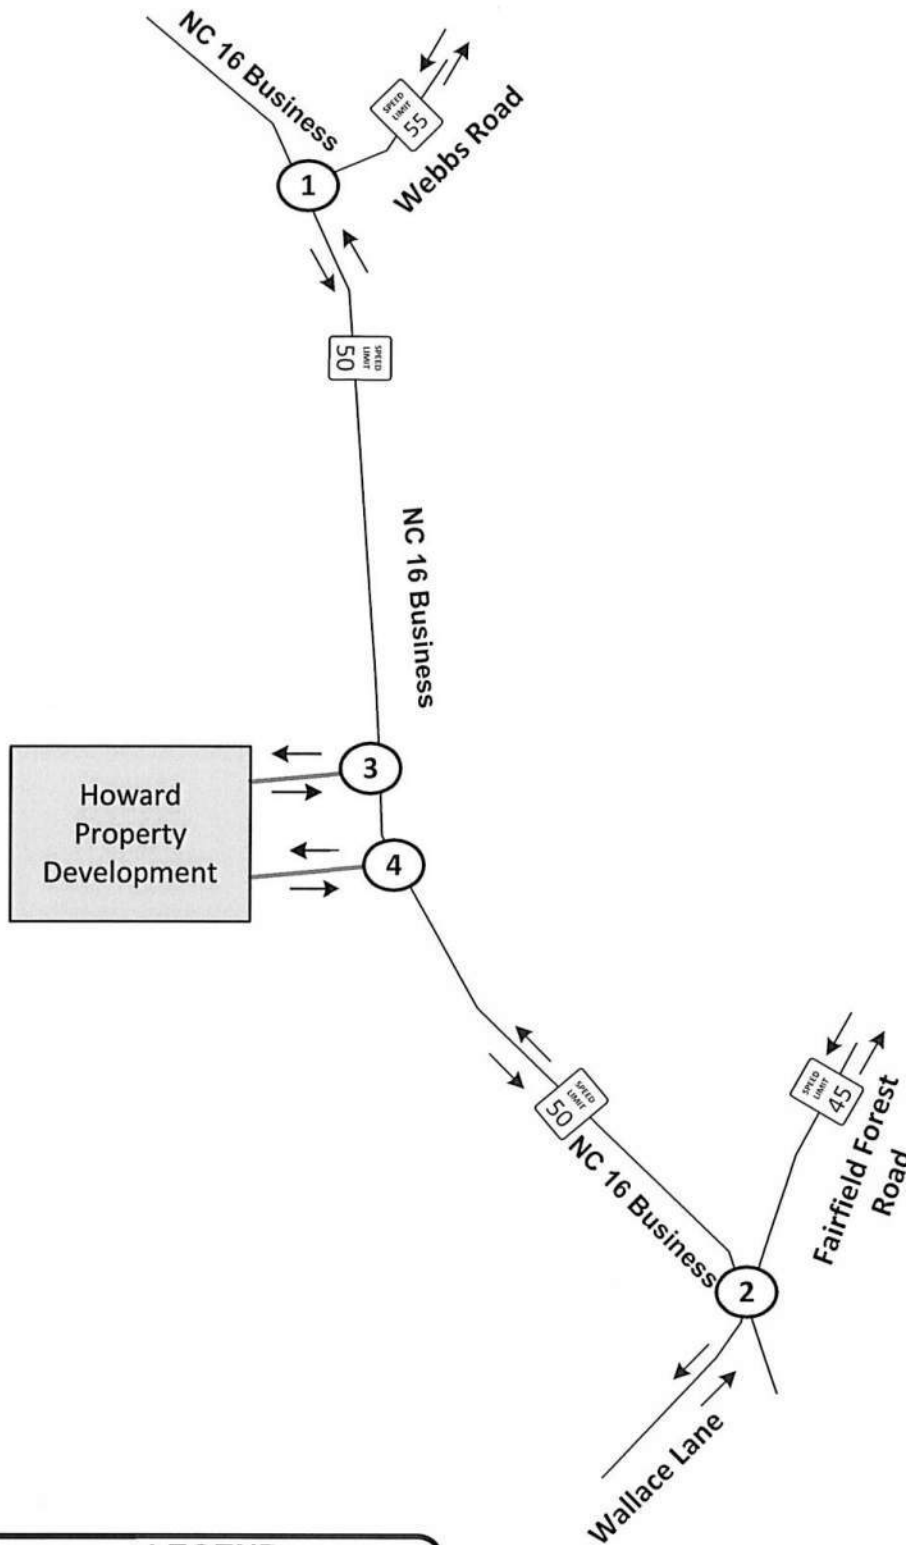 NC 16 Business
SPEED
LIMIT
55
Webbs Road
1
SPEED
LIMIT
50
NC 16 Business
3
Howard
Property
Development
4
SPEED
LIMIT
50
NC 16 Business
SPEED
LIMIT
45
Fairfield Forest
Road
2
Wallace Lane